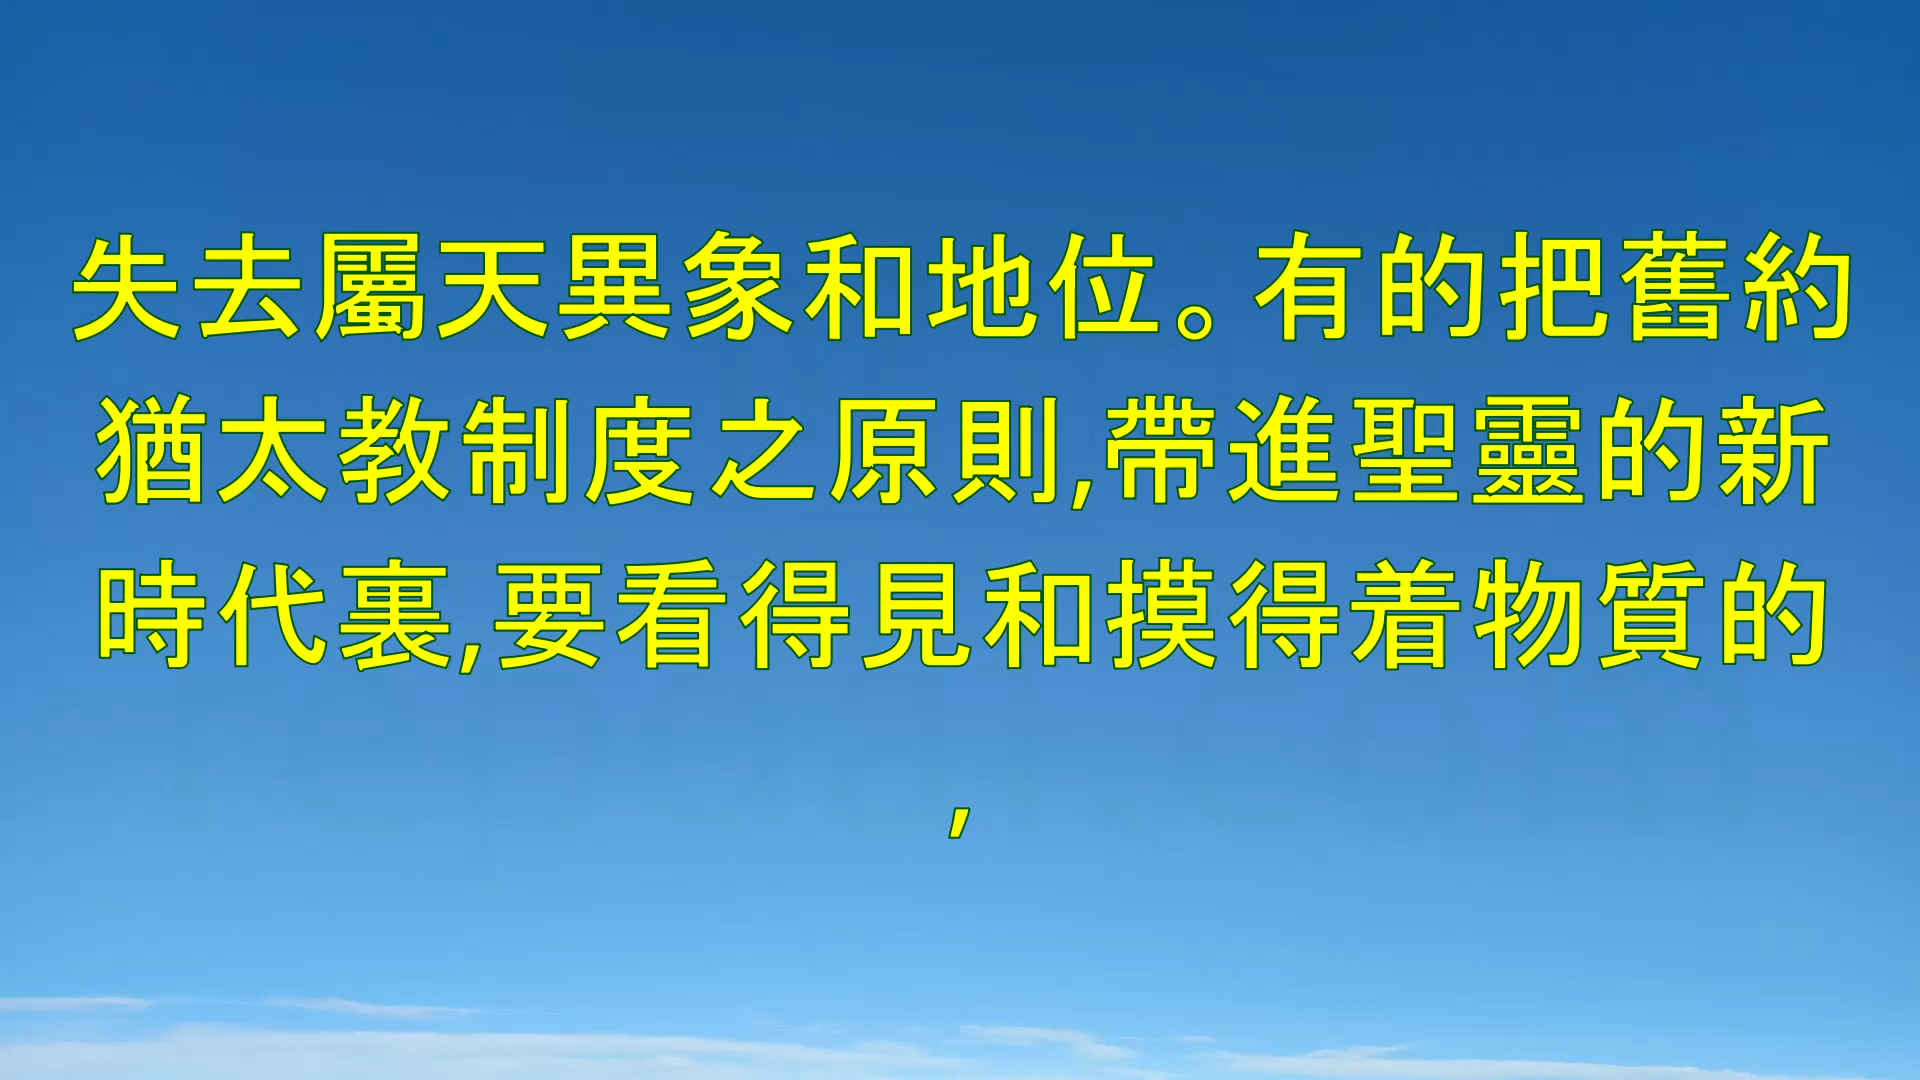 失去屬天異象和地位。有的把舊約
猶太教制度之原則,帶進聖靈的新
時代裏,要看得見和摸得着物質的
,